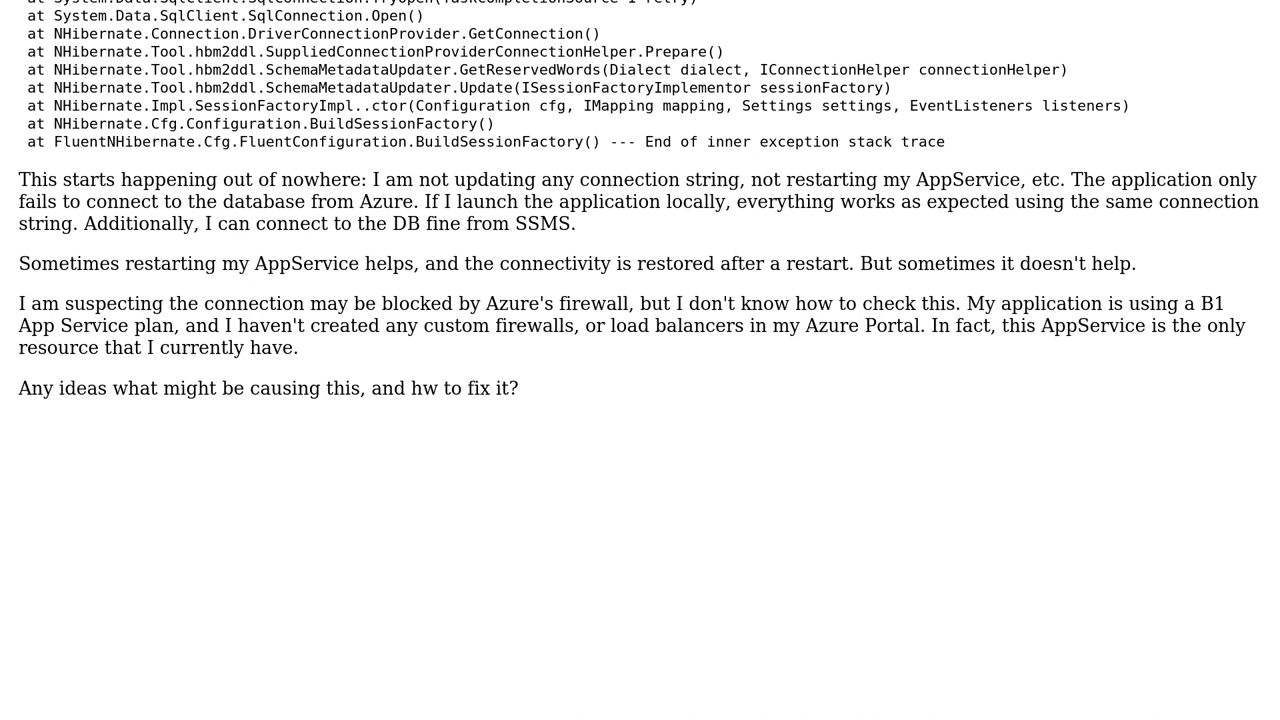 at System.Data.SqlClient.SqlConnection.TryOpen(TaskCompletionSource`1 retry)
at System.Data.SqlClient.SqlConnection.Open()
at NHibernate.Connection.DriverConnectionProvider.GetConnection()
at NHibernate.Tool.hbm2ddl.SuppliedConnectionProviderConnectionHelper.Prepare()
at NHibernate.Tool.hbm2ddl.SchemaMetadataUpdater.GetReservedWords(Dialect dialect, IConnectionHelper connectionHelper)
at NHibernate.Tool.hbm2ddl.SchemaMetadataUpdater.Update(ISessionFactoryImplementor sessionFactory)
at NHibernate.Impl.SessionFactoryImpl..ctor(Configuration cfg, IMapping mapping, Settings settings, EventListeners listeners)
at NHibernate.Cfg.Configuration.BuildSessionFactory()
at FluentNHibernate.Cfg.FluentConfiguration.BuildSessionFactory() --- End of inner exception stack trace
This starts happening out of nowhere: I am not updating any connection string, not restarting my AppService, etc. The application only
fails to connect to the database from Azure. If I launch the application locally, everything works as expected using the same connection
string. Additionally, I can connect to the DB fine from SSMS.
Sometimes restarting my AppService helps, and the connectivity is restored after a restart. But sometimes it doesn't help.
I am suspecting the connection may be blocked by Azure's firewall, but I don't know how to check this. My application is using a B1
App Service plan, and I haven't created any custom firewalls, or load balancers in my Azure Portal. In fact, this AppService is the only
resource that I currently have.
Any ideas what might be causing this, and hw to fix it?